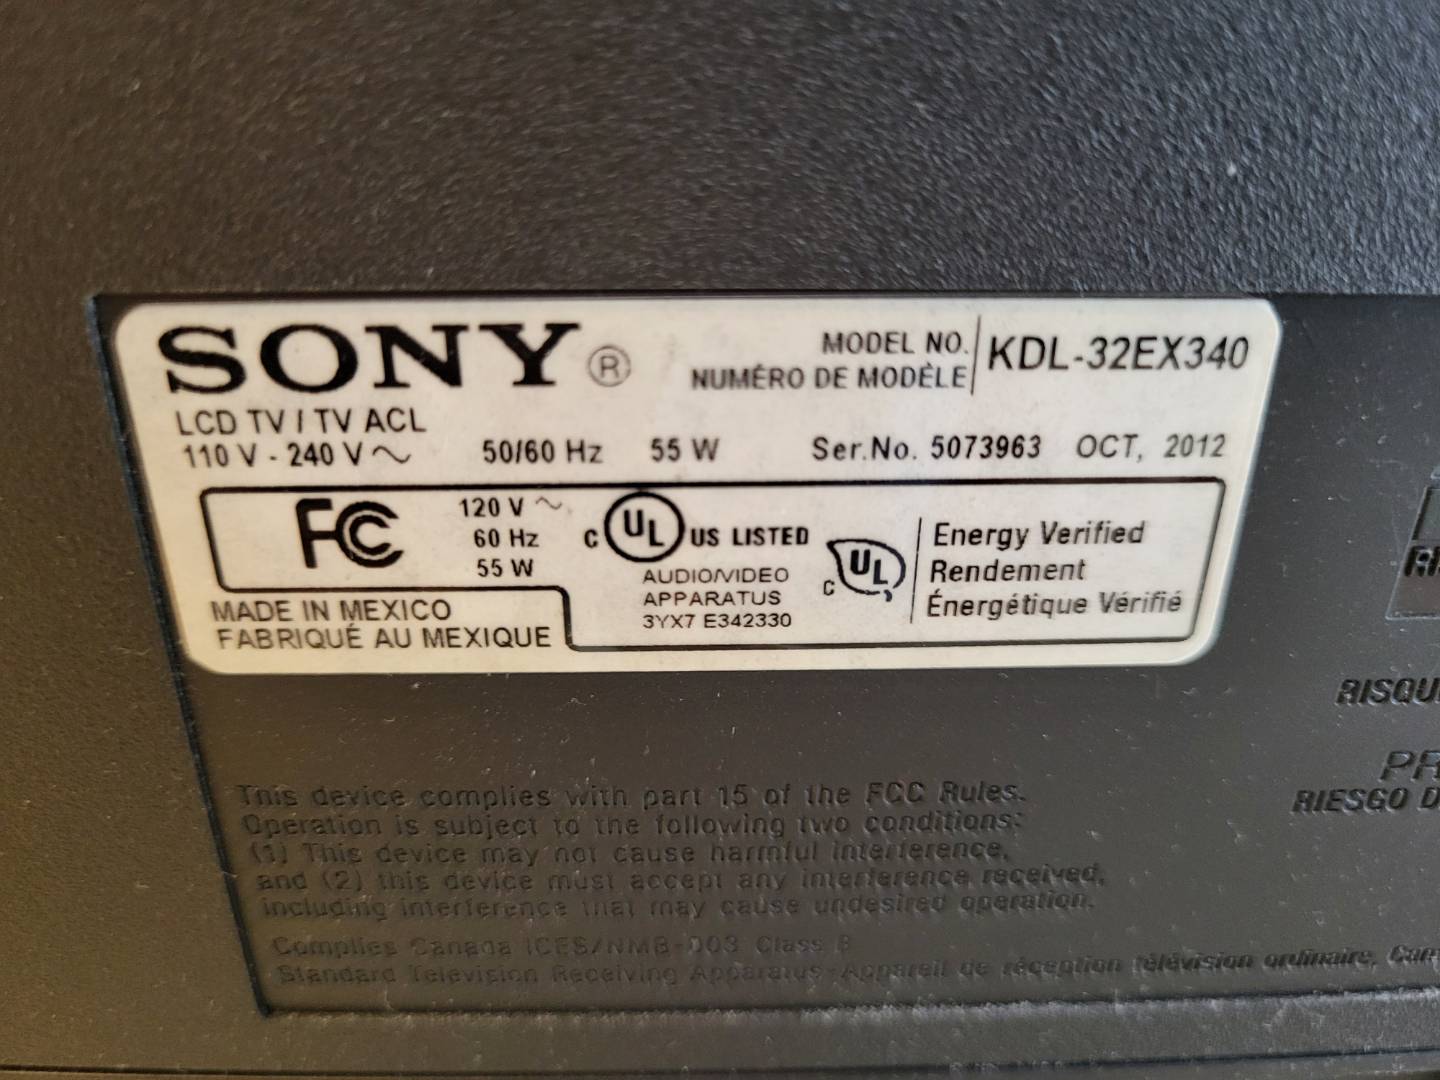 SONY®
MODEL NO.
NUMÉRO DE MODÈLE
KDL-32EX340
LCD TV / TV ACL
110 V - 240 V ~ 50/60 Hz 55 W Ser.No. 5073963 OCT, 2012
FC
120 V ~
60 Hz
55 W
C UL US LISTED
AUDIO/VIDEO
APPARATUS
3YX7 E342330
C UL
Energy Verified
Rendement
Énergétique Vérifié
MADE IN MEXICO
FABRIQUÉ AU MEXIQUE
RISQU
PR
RIESGO D
This device complies with part 15 of the FCC Rules.
Operation is subject to the following two conditions:
(1) This device may not cause harmful interference,
and (2) this device must accept any interference received,
including interference that may cause undesired operation.
Complies Canada ICES/NMB-003 Class B
Standard Television Receiving Apparatus-Appareil de réception télévision ordinaire,